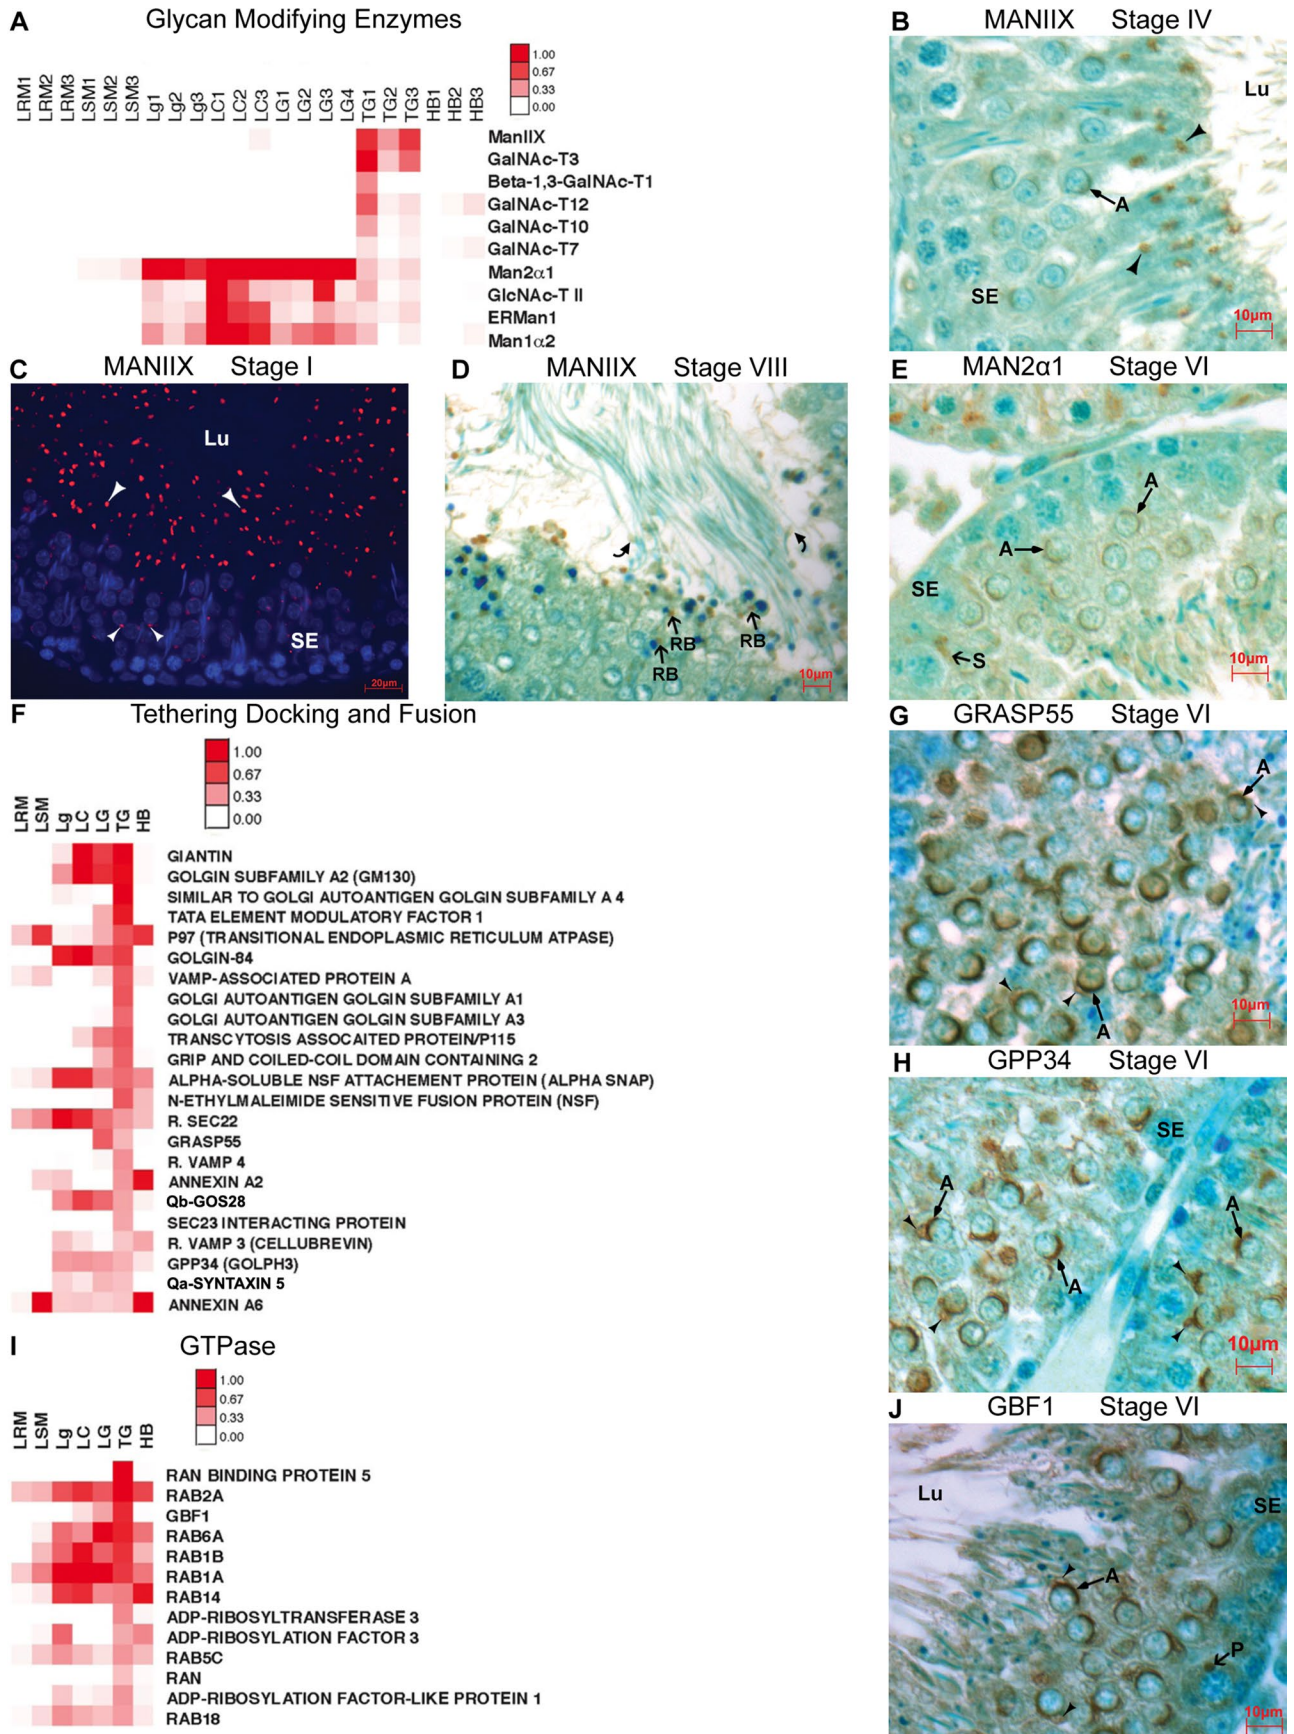 A Glycan Modifying Enzymes
1.00
0.67
0.33
0.00
LRM1 LRM2 LRM3 LSM1 LSM2 LSM3 Lg1 Lg2 Lg3 LC1 LC2 LC3 LG1 LG2 LG3 LG4 TG1 TG2 TG3 HB1 HB2 HB3
ManIIX
GalNAc-T3
Beta-1,3-GalNAc-T1
GalNAc-T12
GalNAc-T10
GalNAc-T7
Man2α1
GlcNAc-T II
ERMan1
Man1α2
B MANIIX Stage IV
Lu
A
SE
10µm
C MANIIX Stage I
Lu
SE
20µm
D MANIIX Stage VIII
RB
RB
RB
10µm
E MAN2α1 Stage VI
A
A
SE
S
10µm
F Tethering Docking and Fusion
1.00
0.67
0.33
0.00
LRM LSM Lg LC LG TG HB
GIANTIN
GOLGIN SUBFAMILY A2 (GM130)
SIMILAR TO GOLGI AUTOANTIGEN GOLGIN SUBFAMILY A 4
TATA ELEMENT MODULATORY FACTOR 1
P97 (TRANSITIONAL ENDOPLASMIC RETICULUM ATPASE)
GOLGIN-84
VAMP-ASSOCIATED PROTEIN A
GOLGI AUTOANTIGEN GOLGIN SUBFAMILY A1
GOLGI AUTOANTIGEN GOLGIN SUBFAMILY A3
TRANSCYTOSIS ASSOCAITED PROTEIN/P115
GRIP AND COILED-COIL DOMAIN CONTAINING 2
ALPHA-SOLUBLE NSF ATTACHEMENT PROTEIN (ALPHA SNAP)
N-ETHYLMALEIMIDE SENSITIVE FUSION PROTEIN (NSF)
R. SEC22
GRASP55
R. VAMP 4
ANNEXIN A2
Qb-GOS28
SEC23 INTERACTING PROTEIN
R. VAMP 3 (CELLUBREVIN)
GPP34 (GOLPH3)
Qa-SYNTAXIN 5
ANNEXIN A6
G GRASP55 Stage VI
A
A
10µm
H GPP34 Stage VI
SE
A
A
A
10µm
I GTPase
1.00
0.67
0.33
0.00
LRM LSM Lg LC LG TG HB
RAN BINDING PROTEIN 5
RAB2A
GBF1
RAB6A
RAB1B
RAB1A
RAB14
ADP-RIBOSYLTRANSFERASE 3
ADP-RIBOSYLATION FACTOR 3
RAB5C
RAN
ADP-RIBOSYLATION FACTOR-LIKE PROTEIN 1
RAB18
J GBF1 Stage VI
Lu
SE
A
P
10µm